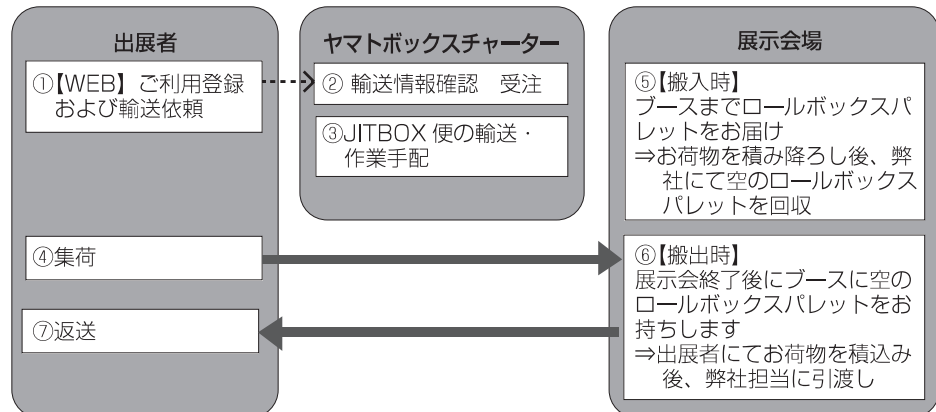 出展者
①【WEB】ご利用登録
および輸送依頼
④集荷
⑦返送
ヤマトボックスチャーター
② 輸送情報確認　受注
③JITBOX 便の輸送・
作業手配
展示会場
⑤【搬入時】
ブースまでロールボックスパ
レットをお届け
⇒お荷物を積み降ろし後、弊
社にて空のロールボックス
パレットを回収
⑥【搬出時】
展示会終了後にブースに空の
ロールボックスパレットをお
持ちします
⇒出展者にてお荷物を積込み
後、弊社担当に引渡し